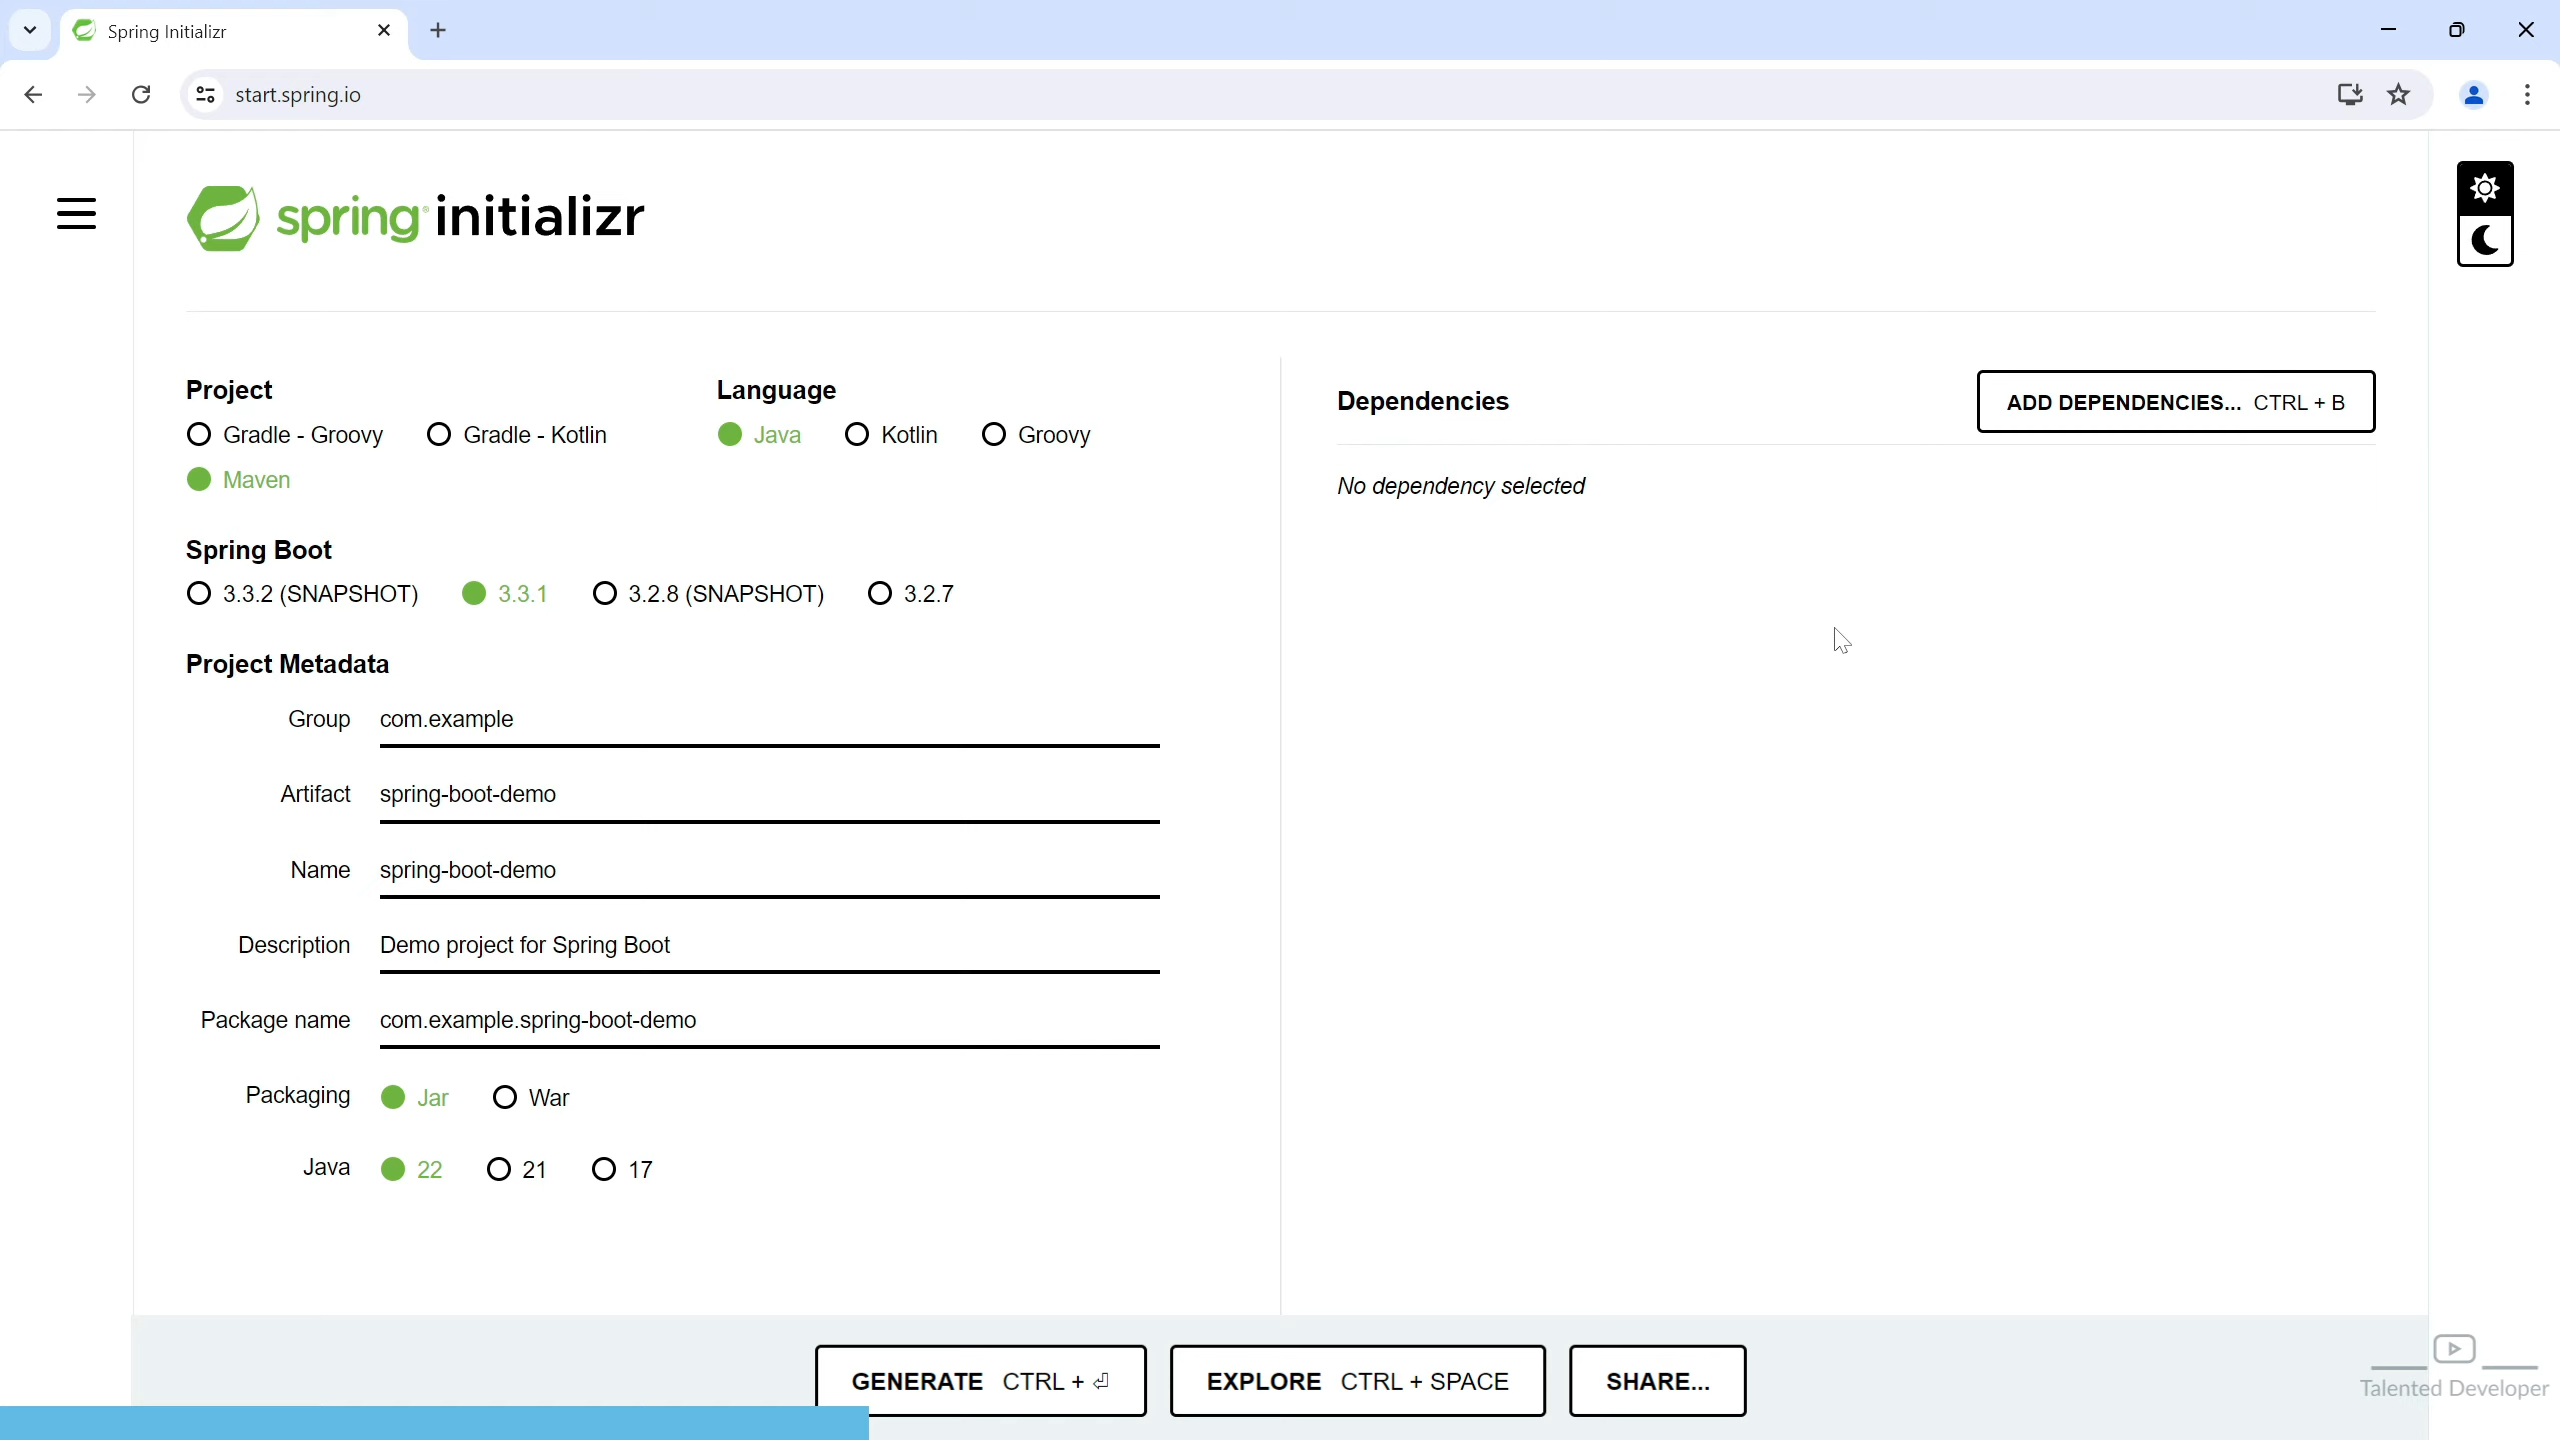 Spring Initializr
start.spring.io
spring initializr
Project
Gradle - Groovy Gradle - Kotlin
Maven
Language
Java Kotlin Groovy
Spring Boot
3.3.2 (SNAPSHOT) 3.3.1 3.2.8 (SNAPSHOT) 3.2.7
Project Metadata
Group com.example
Artifact spring-boot-demo
Name spring-boot-demo
Description Demo project for Spring Boot
Package name com.example.spring-boot-demo
Packaging Jar War
Java 22 21 17
Dependencies
ADD DEPENDENCIES... CTRL + B
No dependency selected
GENERATE CTRL + ⏎
EXPLORE CTRL + SPACE
SHARE...
Talented Developer